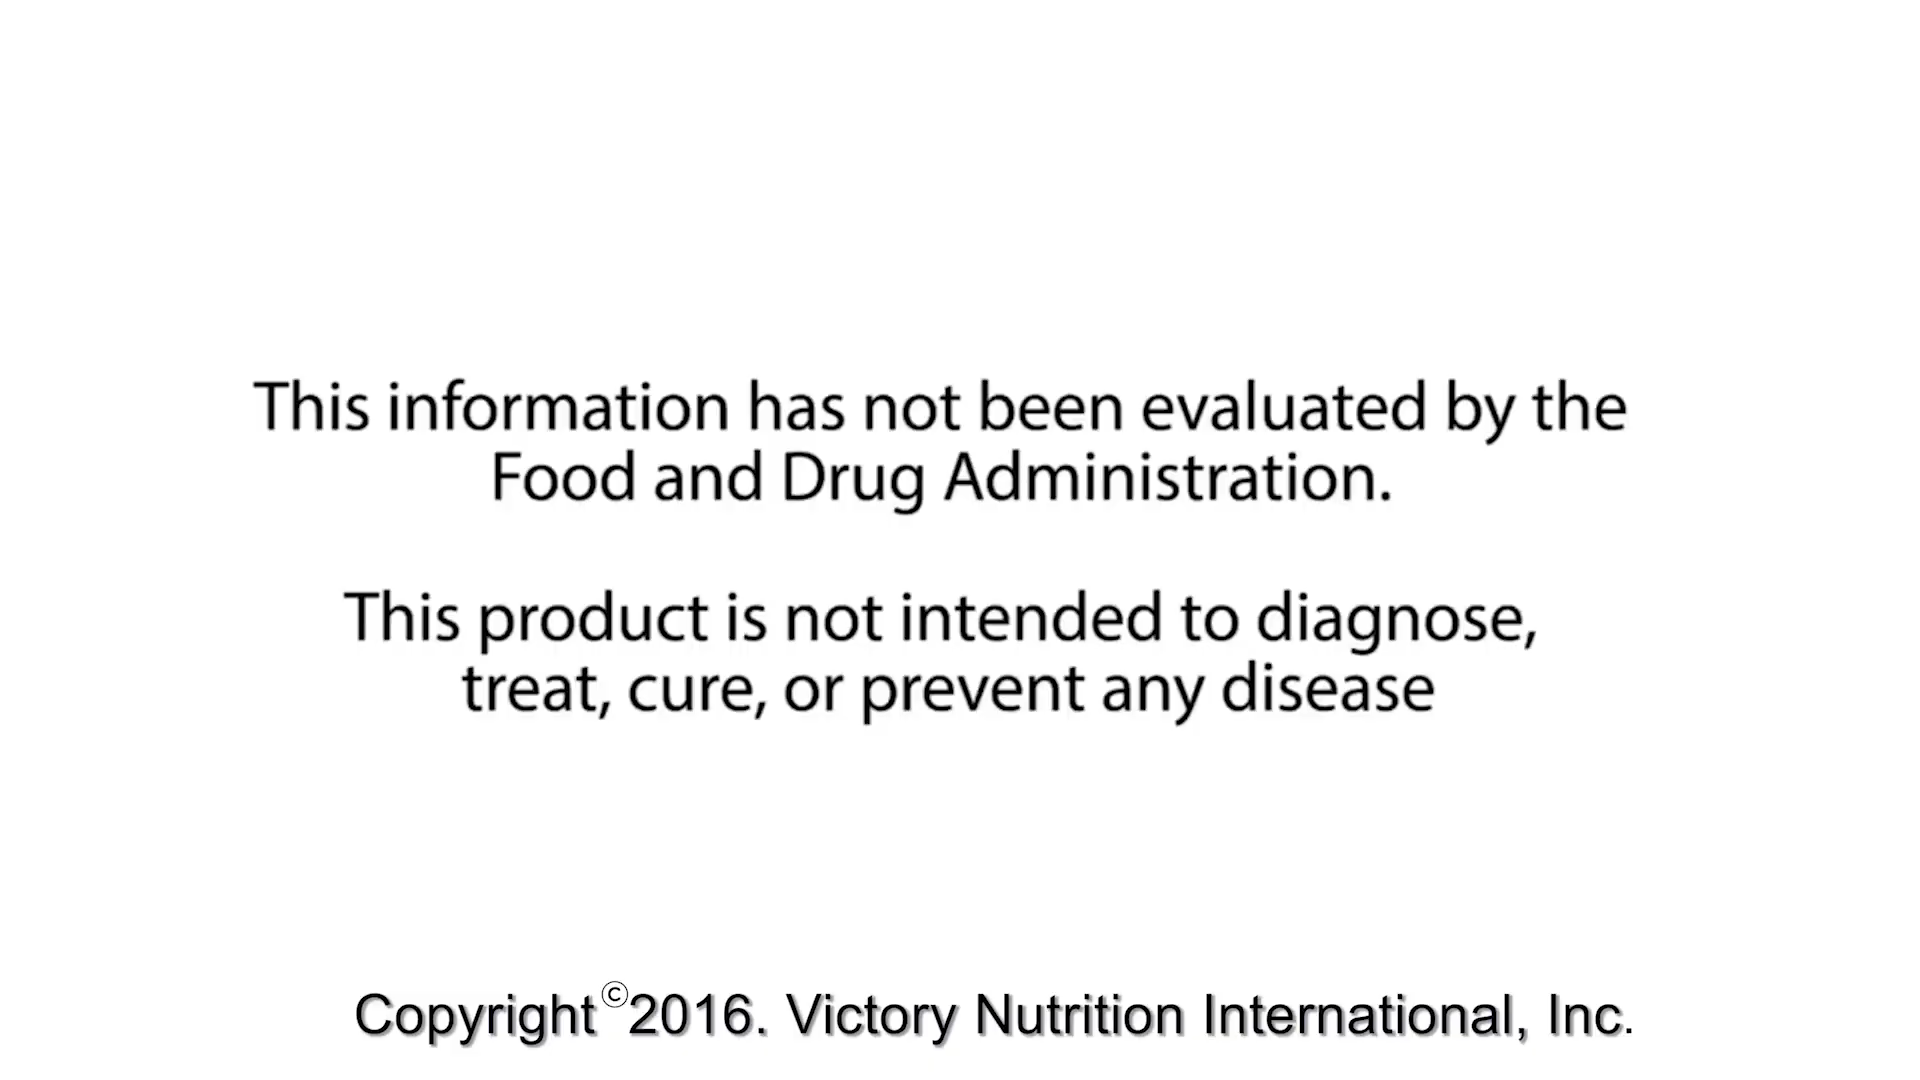 This information has not been evaluated by the
Food and Drug Administration.
This product is not intended to diagnose,
treat, cure, or prevent any disease
Copyright©2016. Victory Nutrition International, Inc.